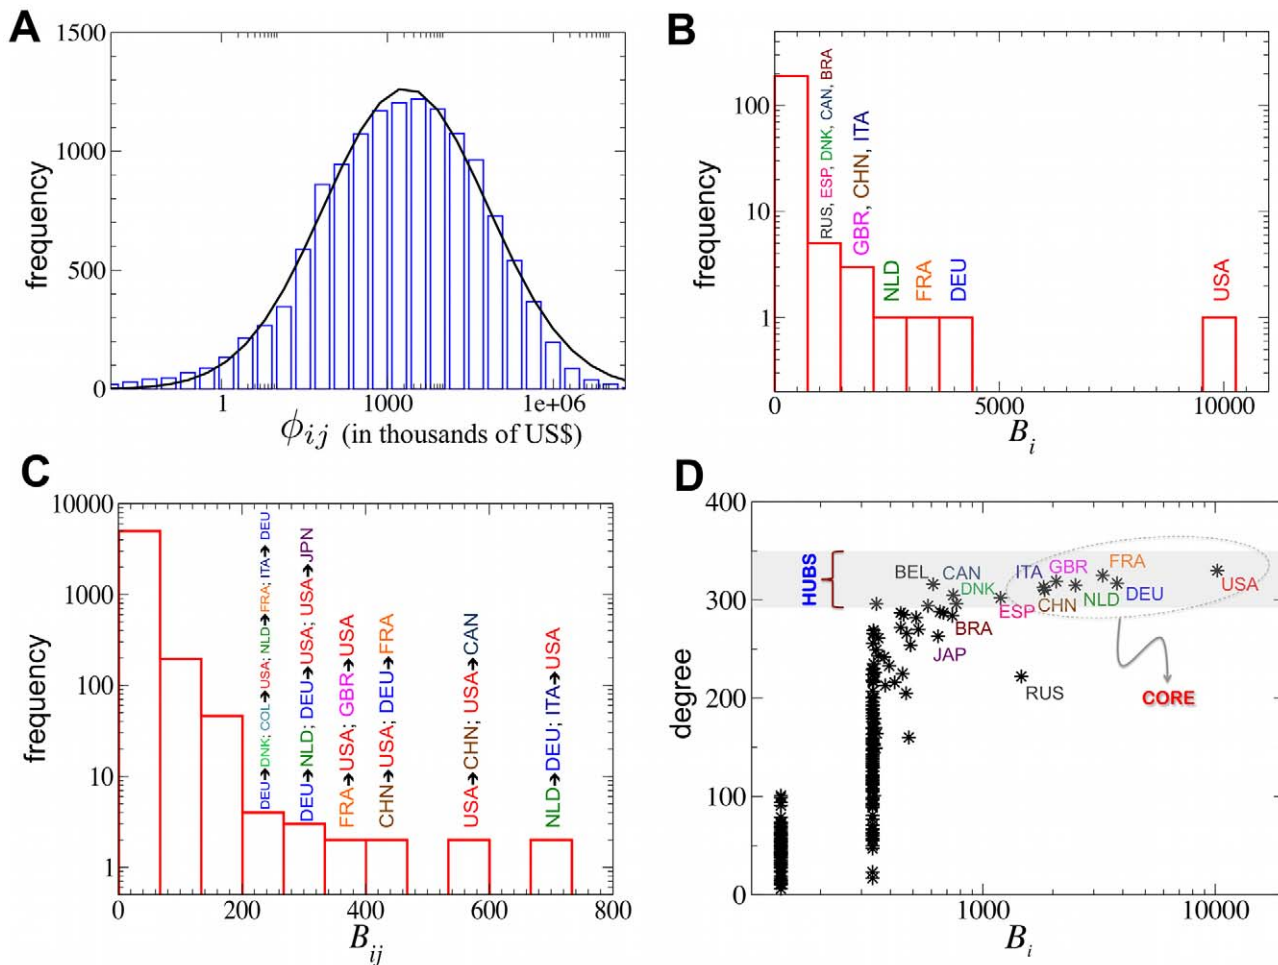 A
1500
1000
500
0
frequency
1 1000 1e+06
ϕij (in thousands of US$)
B
100
10
1
frequency
RUS, ESP, DNK, CAN, BRA
GBR, CHN, ITA
NLD
FRA
DEU
USA
0 5000 10000
Bi
C
10000
1000
100
10
1
frequency
DEU➔DNK; COL➔USA; NLD➔FRA; ITA➔DEU
DEU➔NLD; DEU➔USA; USA➔JPN
FRA➔USA; GBR➔USA
CHN➔USA; DEU➔FRA
USA➔CHN; USA➔CAN
NLD➔DEU; ITA➔USA
0 200 400 600 800
Bij
D
400
300
200
100
0
degree
HUBS
BEL CAN ITA GBR FRA
DNK
ESP CHN NLD DEU USA
BRA
JAP
RUS
CORE
1000 10000
Bi